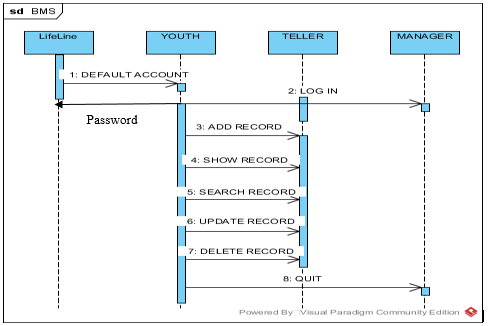 sd BMS
LifeLine
YOUTH
TELLER
MANAGER
1: DEFAULT ACCOUNT
2: LOG IN
Password
3: ADD RECORD
4: SHOW RECORD
5: SEARCH RECORD
6: UPDATE RECORD
7: DELETE RECORD
8: QUIT
Powered By Visual Paradigm Community Edition